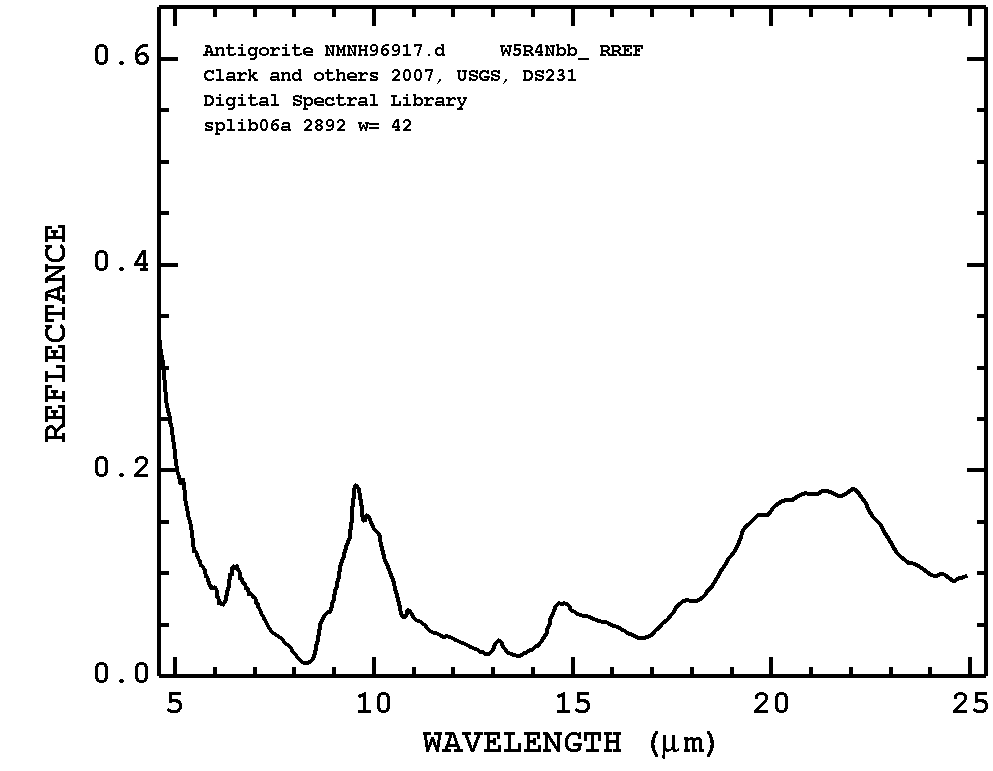 Antigorite NMNH96917.d W5R4Nbb_ RREF
Clark and others 2007, USGS, DS231
Digital Spectral Library
splib06a 2892 w= 42
0.6
0.4
0.2
0.0
REFLECTANCE
5 10 15 20 25
WAVELENGTH (μm)